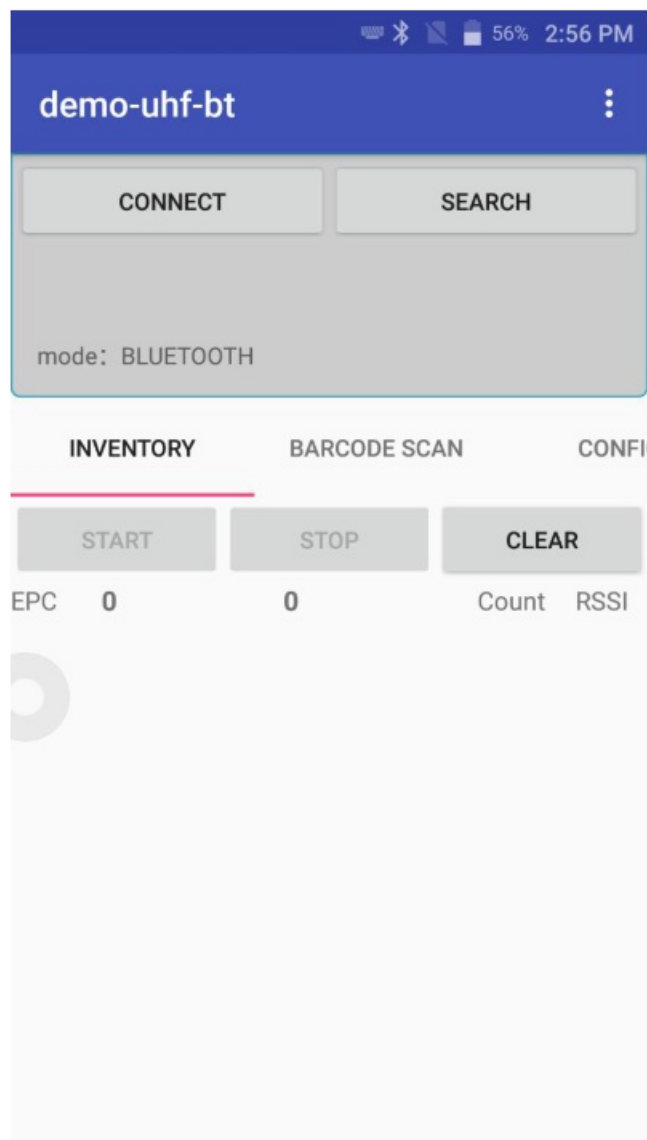 56% 2:56 PM
demo-uhf-bt
CONNECT SEARCH
mode: BLUETOOTH
INVENTORY BARCODE SCAN CONFI
START STOP CLEAR
EPC 0 0 Count RSSI